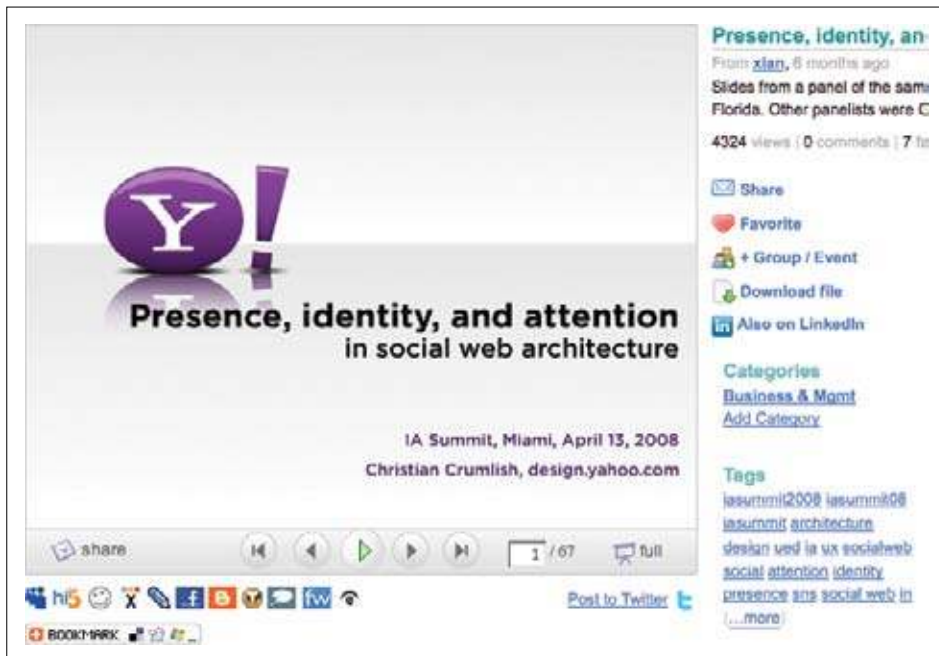 Y!
Presence, identity, and attention
in social web architecture
IA Summit, Miami, April 13, 2008
Christian Crumlish, design.yahoo.com
share
1 / 67
full
hi5
f
fw
Post to Twitter
BOOKMARK
Presence, identity, an
From xian, 6 months ago
Slides from a panel of the sam
Florida. Other panelists were C
4324 views | 0 comments | 7 fa
Share
Favorite
+ Group / Event
Download file
in Also on LinkedIn
Categories
Business & Mgmt
Add Category
Tags
iasummit2008 iasummit08
iasummit architecture
design ued ia ux socialweb
social attention identity
presence sns social web in
(...more)